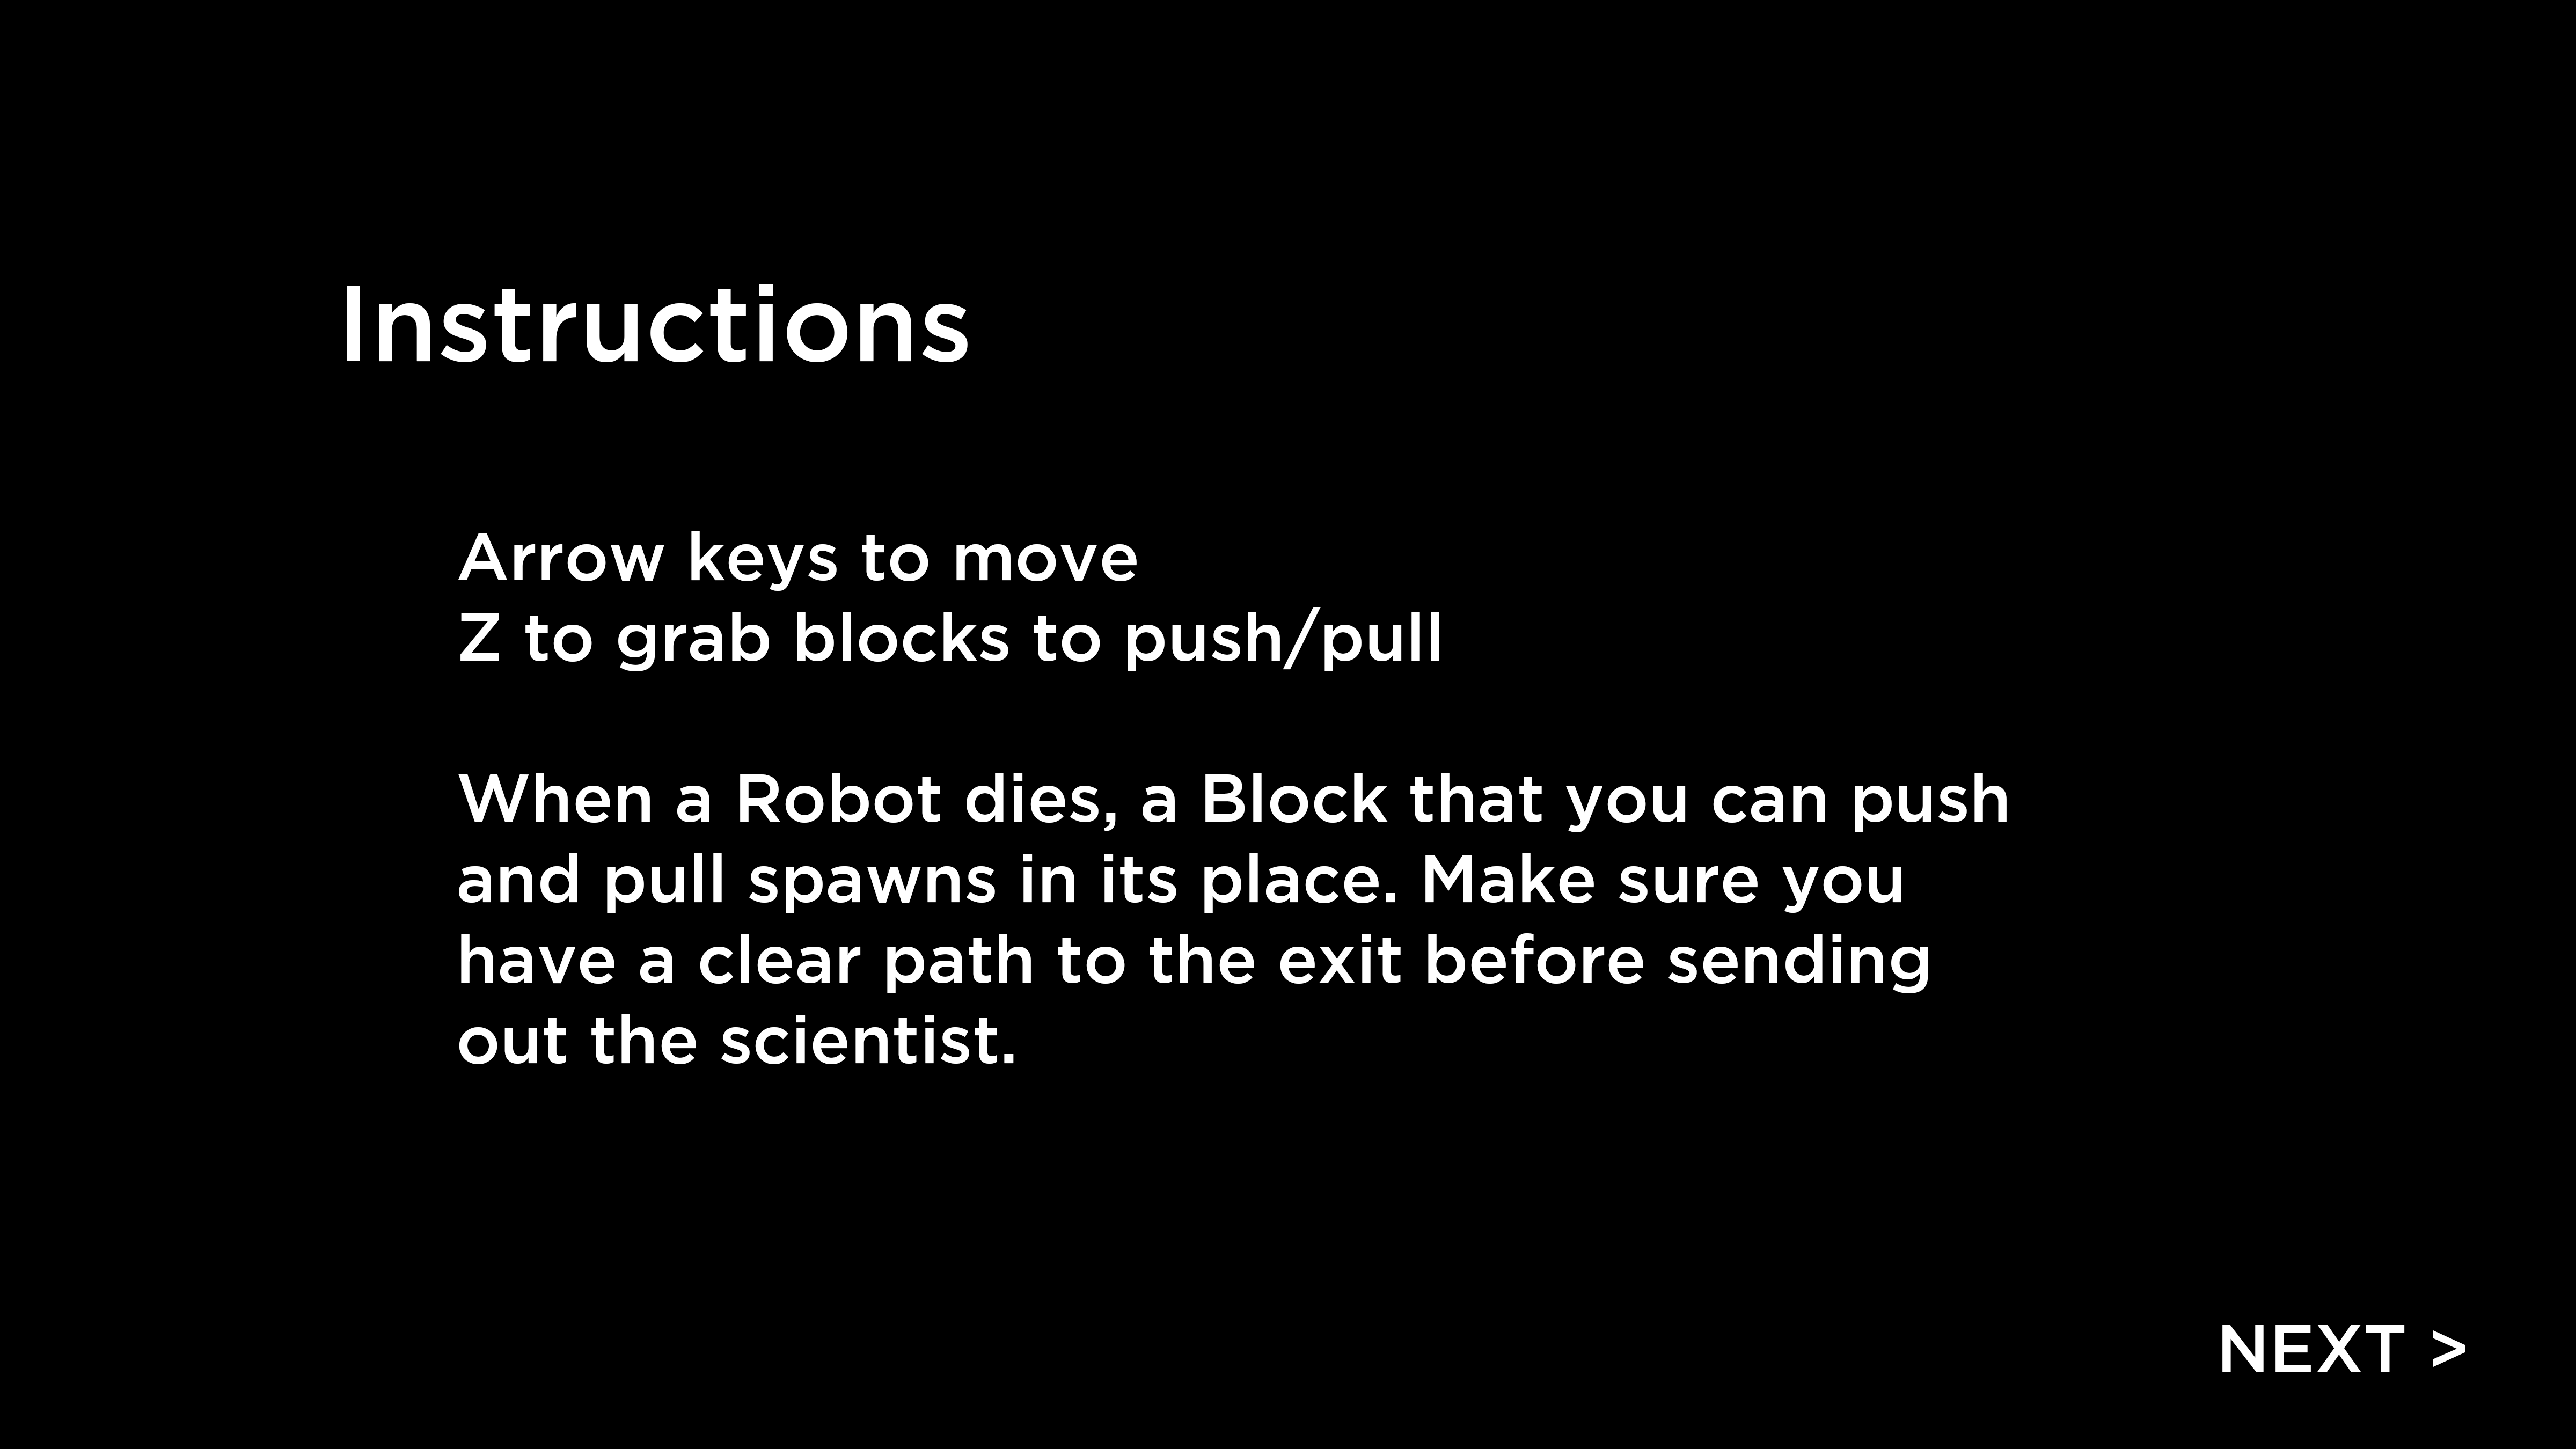 Instructions
Arrow keys to move
Z to grab blocks to push/pull
When a Robot dies, a Block that you can push
and pull spawns in its place. Make sure you
have a clear path to the exit before sending
out the scientist.
NEXT >